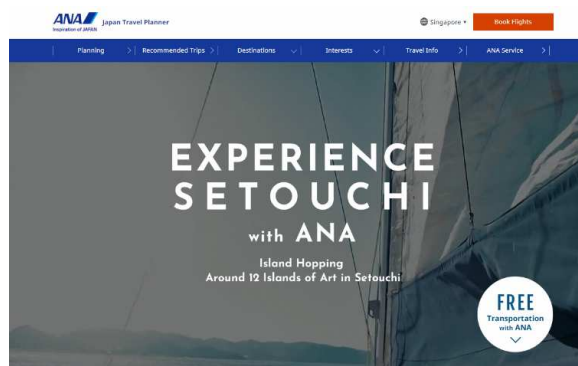 ANA
Inspiration of JAPAN
Japan Travel Planner
Singapore
Book Flights
Planning
Recommended Trips
Destinations
Interests
Travel Info
ANA Service
EXPERIENCE
SETOUCHI
with ANA
Island Hopping
Around 12 Islands of Art in Setouchi
FREE
Transportation
with ANA